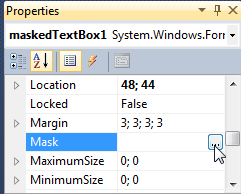 Properties
maskedTextBox1 System.Windows.For
Location 48; 44
Locked False
Margin 3; 3; 3; 3
Mask ...
MaximumSize 0; 0
MinimumSize 0; 0